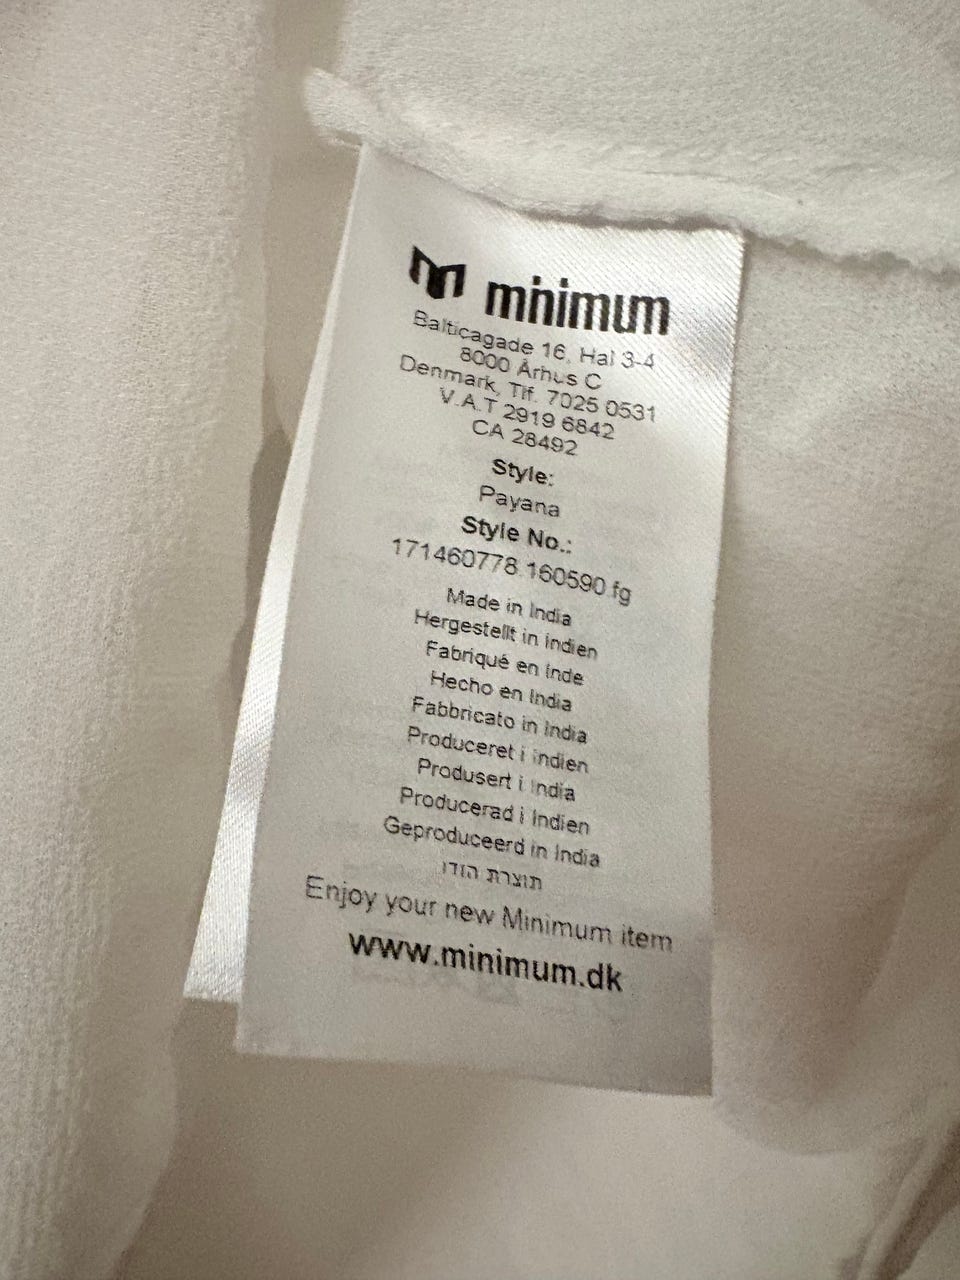 minimum
Balticagade 16, Hal 3-4
8000 Århus C
Denmark, Tlf. 7025 0531
V.A.T 2919 6842
CA 28492
Style:
Payana
Style No.:
171460778.160590.fg
Made in India
Hergestellt in Indien
Fabriqué en Inde
Hecho en India
Fabbricato in India
Produceret i Indien
Produsert i India
Producerad i Indien
Geproduceerd in India
תוצרת הודו
Enjoy your new Minimum item
www.minimum.dk